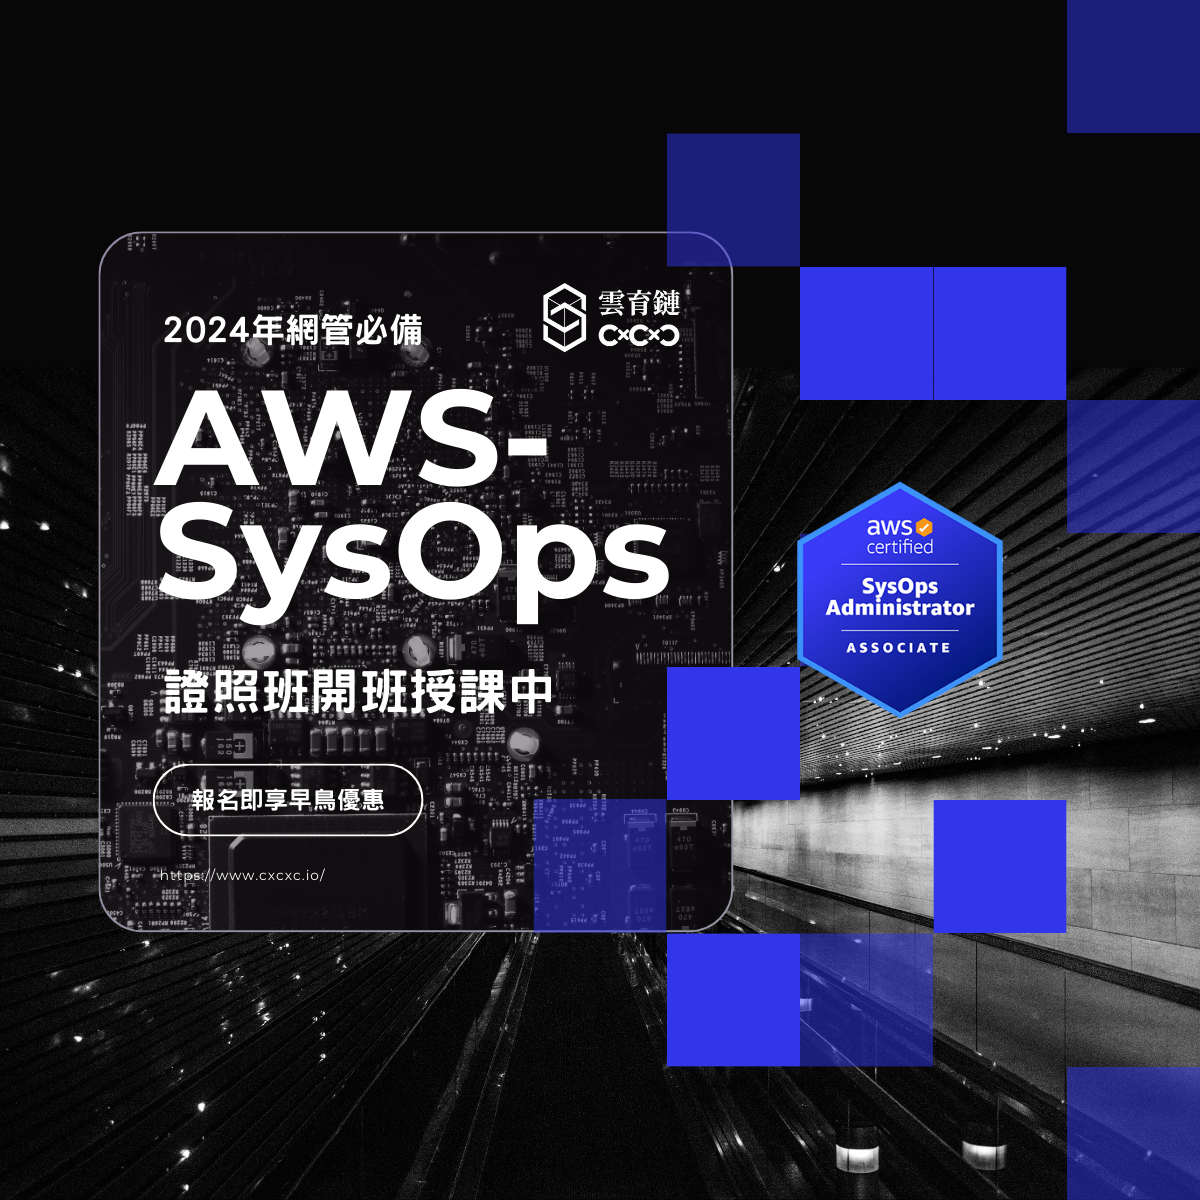 2024年網管必備
雲育鏈
CXCXC
AWS-
SysOps
證照班開班授課中
報名即享早鳥優惠
https://www.cxcxc.io/
aws
certified
SysOps
Administrator
ASSOCIATE